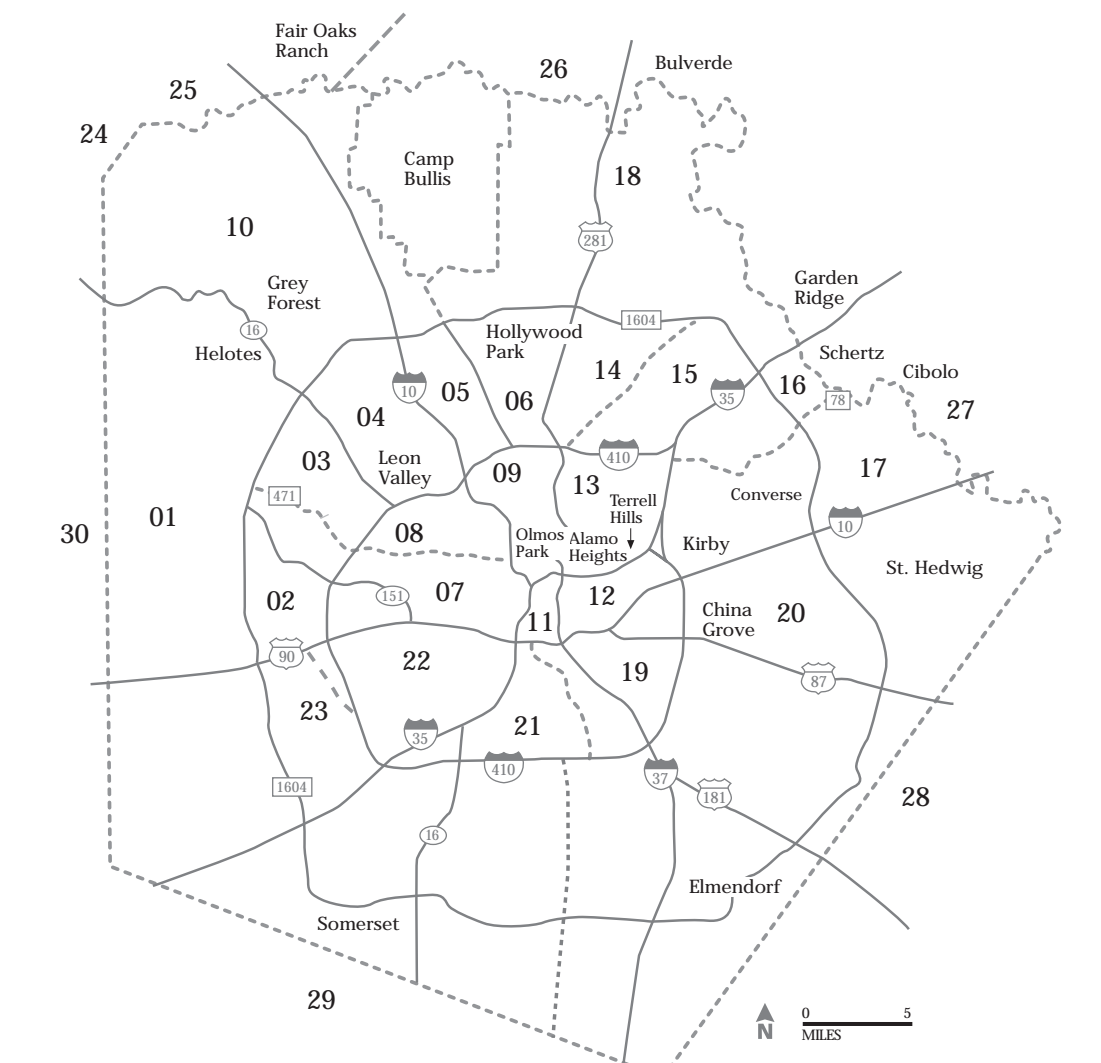 Fair Oaks
Ranch
26
Bulverde
25
24
Camp
Bullis
18
10
281
Grey
Forest
Garden
Ridge
16
1604
Hollywood
Park
Helotes
Schertz
14
15
16
Cibolo
10
05
35
78
06
27
04
03
Leon
Valley
410
09
17
13
471
Terrell
Hills
Converse
01
10
30
08
Olmos
Park
Alamo
Heights
Kirby
St. Hedwig
02
151
07
12
11
China
Grove
20
90
22
19
87
23
21
35
410
37
1604
181
28
16
Elmendorf
Somerset
29
N
0 5
MILES